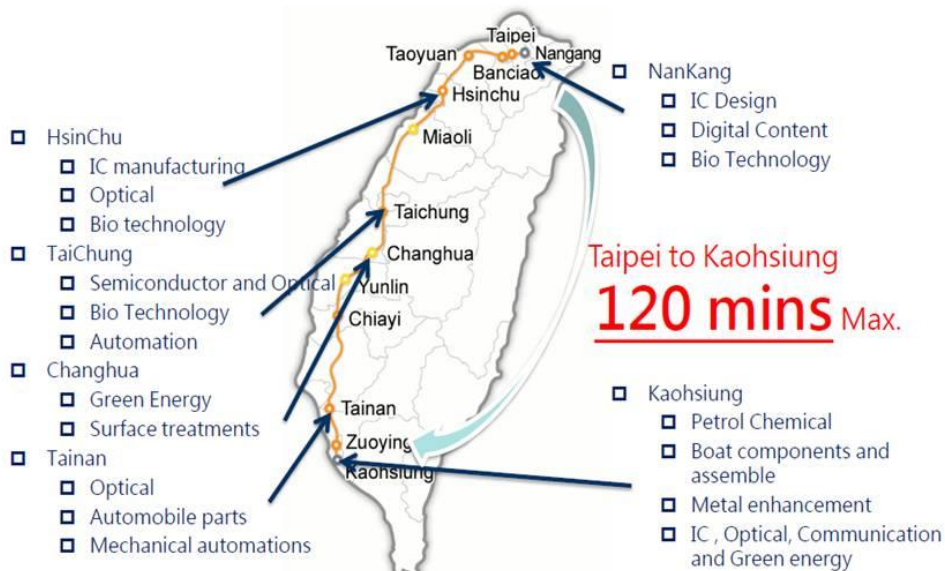 HsinChu
IC manufacturing
Optical
Bio technology
TaiChung
Semiconductor and Optical
Bio Technology
Automation
Changhua
Green Energy
Surface treatments
Tainan
Optical
Automobile parts
Mechanical automations
Taipei
Taoyuan
Nangang
Banciao
Hsinchu
Miaoli
Taichung
Changhua
Yunlin
Chiayi
Tainan
Zuoying
Kaohsiung
NanKang
IC Design
Digital Content
Bio Technology
Taipei to Kaohsiung
120 mins Max.
Kaohsiung
Petrol Chemical
Boat components and
assemble
Metal enhancement
IC , Optical, Communication
and Green energy